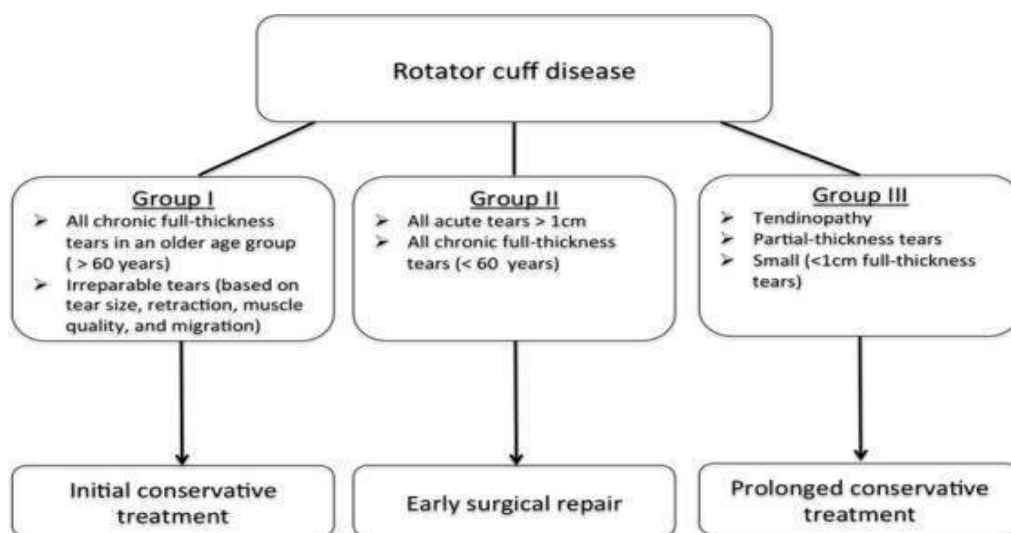 Rotator cuff disease
Group I
➢ All chronic full-thickness
tears in an older age group
( > 60 years)
➢ Irreparable tears (based on
tear size, retraction, muscle
quality, and migration)
Group II
➢ All acute tears > 1cm
➢ All chronic full-thickness
tears (< 60 years)
Group III
➢ Tendinopathy
➢ Partial-thickness tears
➢ Small (<1cm full-thickness
tears)
Initial conservative
treatment
Early surgical repair
Prolonged conservative
treatment